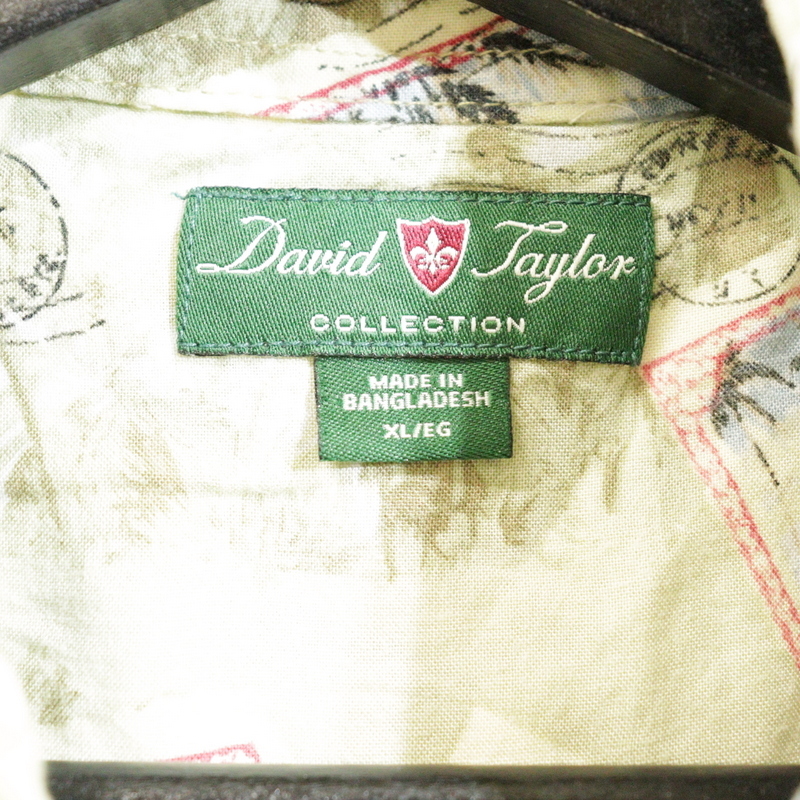 David Taylor
COLLECTION
MADE IN
BANGLADESH
XL/EG